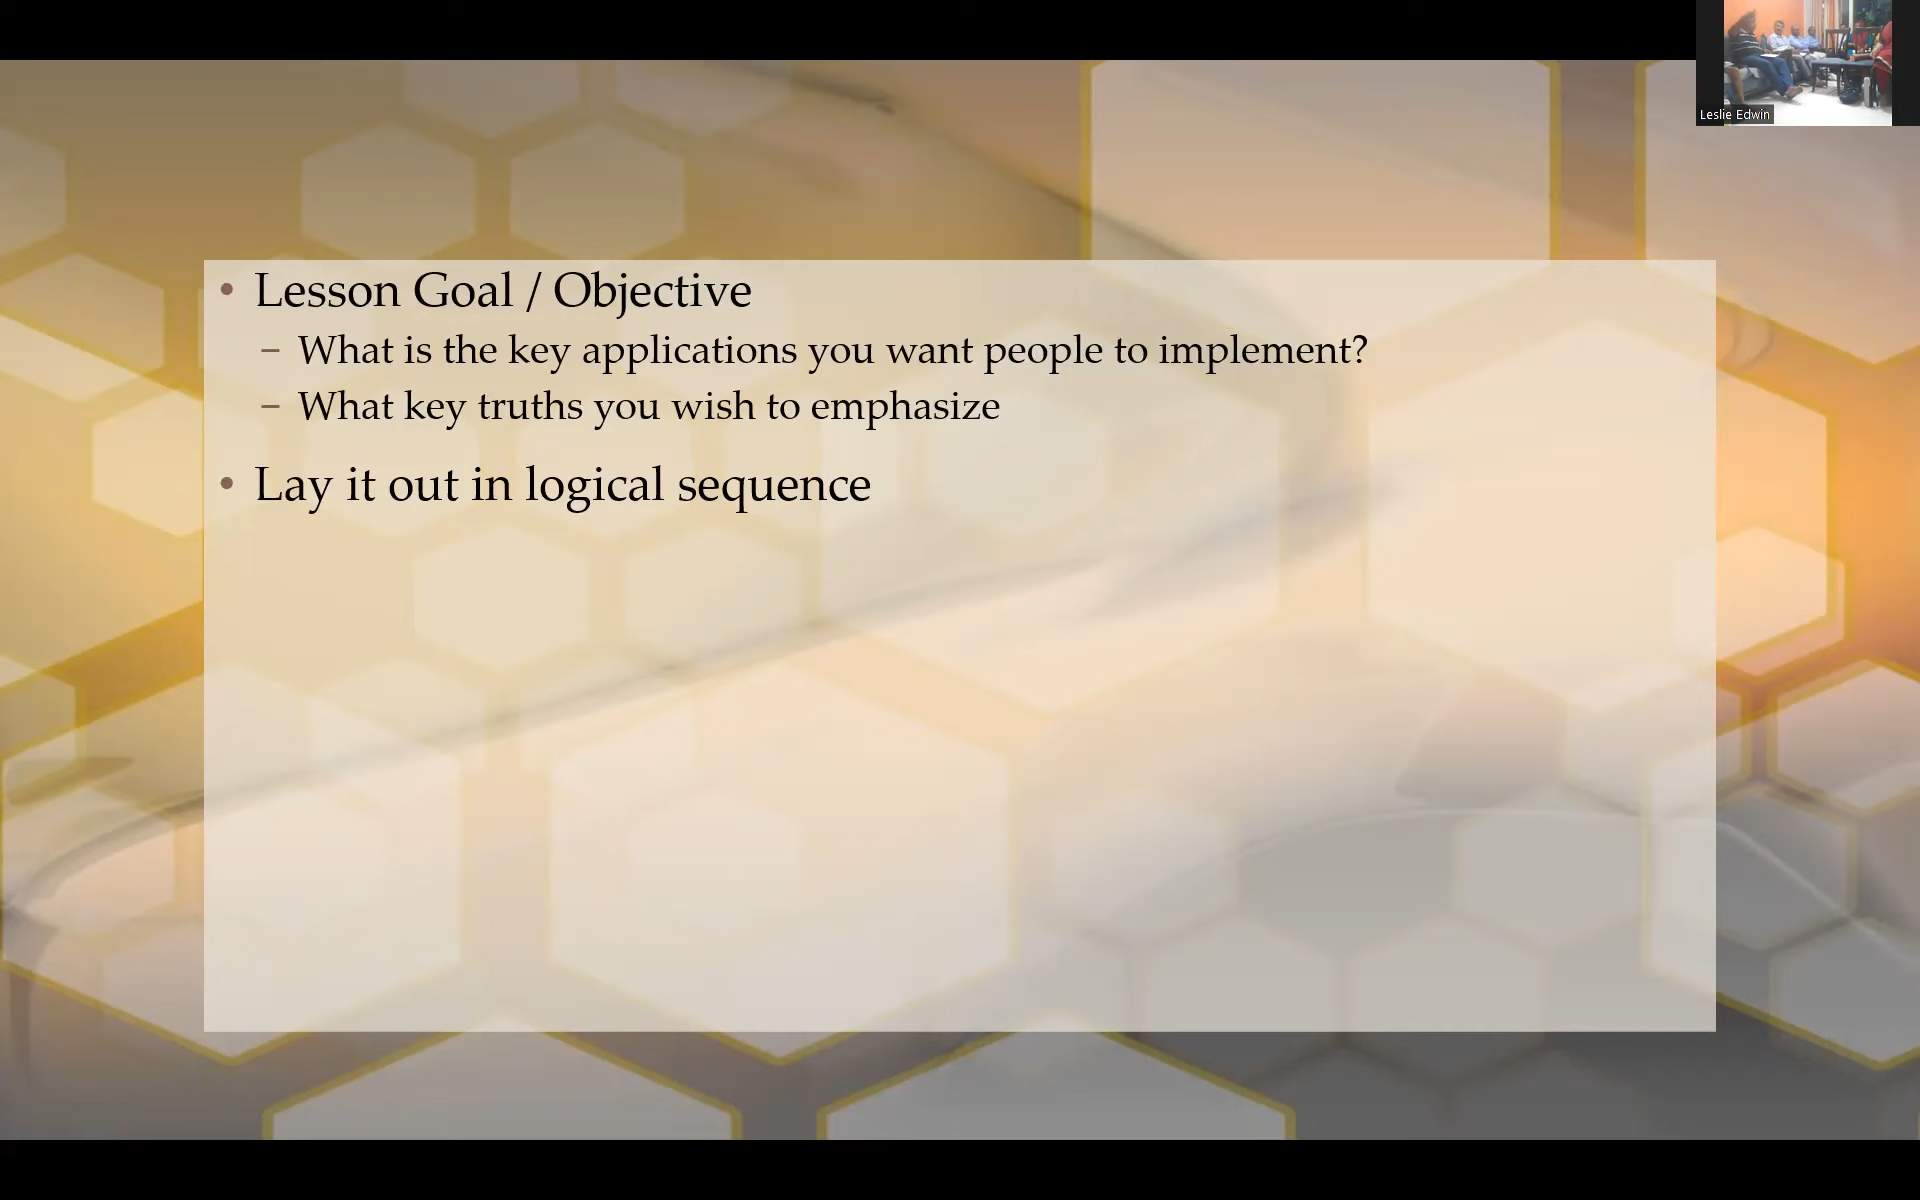 Leslie Edwin
• Lesson Goal / Objective
– What is the key applications you want people to implement?
– What key truths you wish to emphasize
• Lay it out in logical sequence